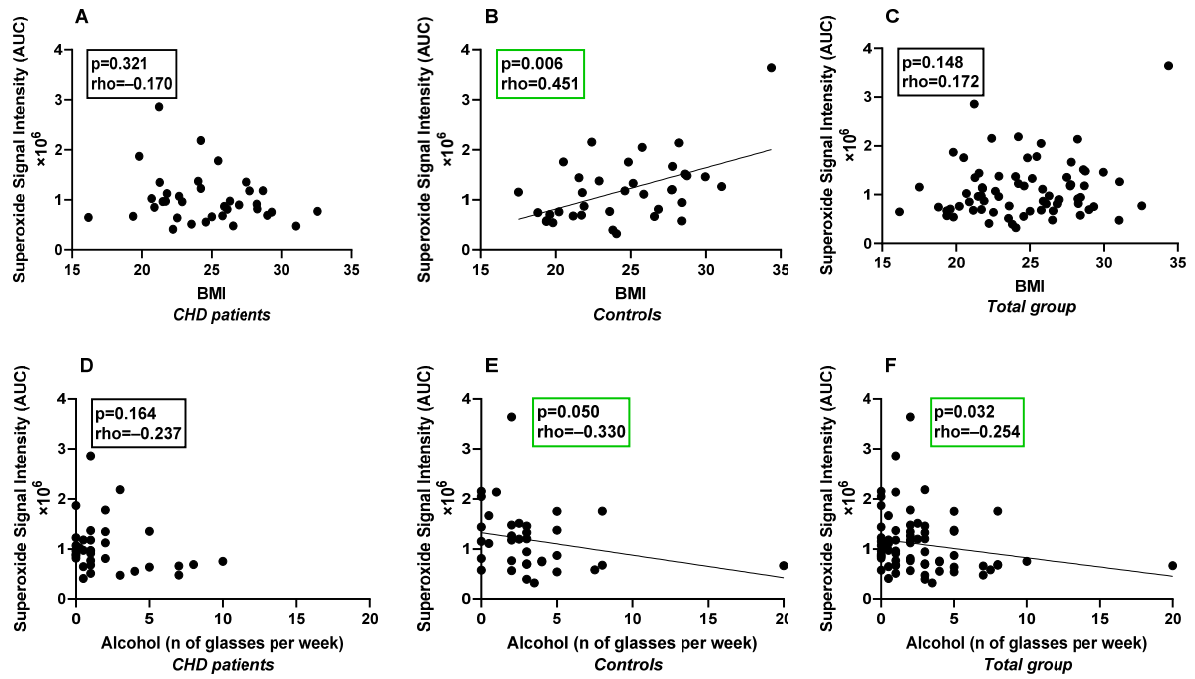 A
Superoxide Signal Intensity (AUC)
×10⁶
4
3
2
1
0
p=0.321
rho=–0.170
15 20 25 30 35
BMI
CHD patients
B
Superoxide Signal Intensity (AUC)
×10⁶
4
3
2
1
0
p=0.006
rho=0.451
15 20 25 30 35
BMI
Controls
C
Superoxide Signal Intensity (AUC)
×10⁶
4
3
2
1
0
p=0.148
rho=0.172
15 20 25 30 35
BMI
Total group
D
Superoxide Signal Intensity (AUC)
×10⁶
4
3
2
1
0
p=0.164
rho=–0.237
0 5 10 15 20
Alcohol (n of glasses per week)
CHD patients
E
Superoxide Signal Intensity (AUC)
×10⁶
4
3
2
1
0
p=0.050
rho=–0.330
0 5 10 15 20
Alcohol (n of glasses per week)
Controls
F
Superoxide Signal Intensity (AUC)
×10⁶
4
3
2
1
0
p=0.032
rho=–0.254
0 5 10 15 20
Alcohol (n of glasses per week)
Total group